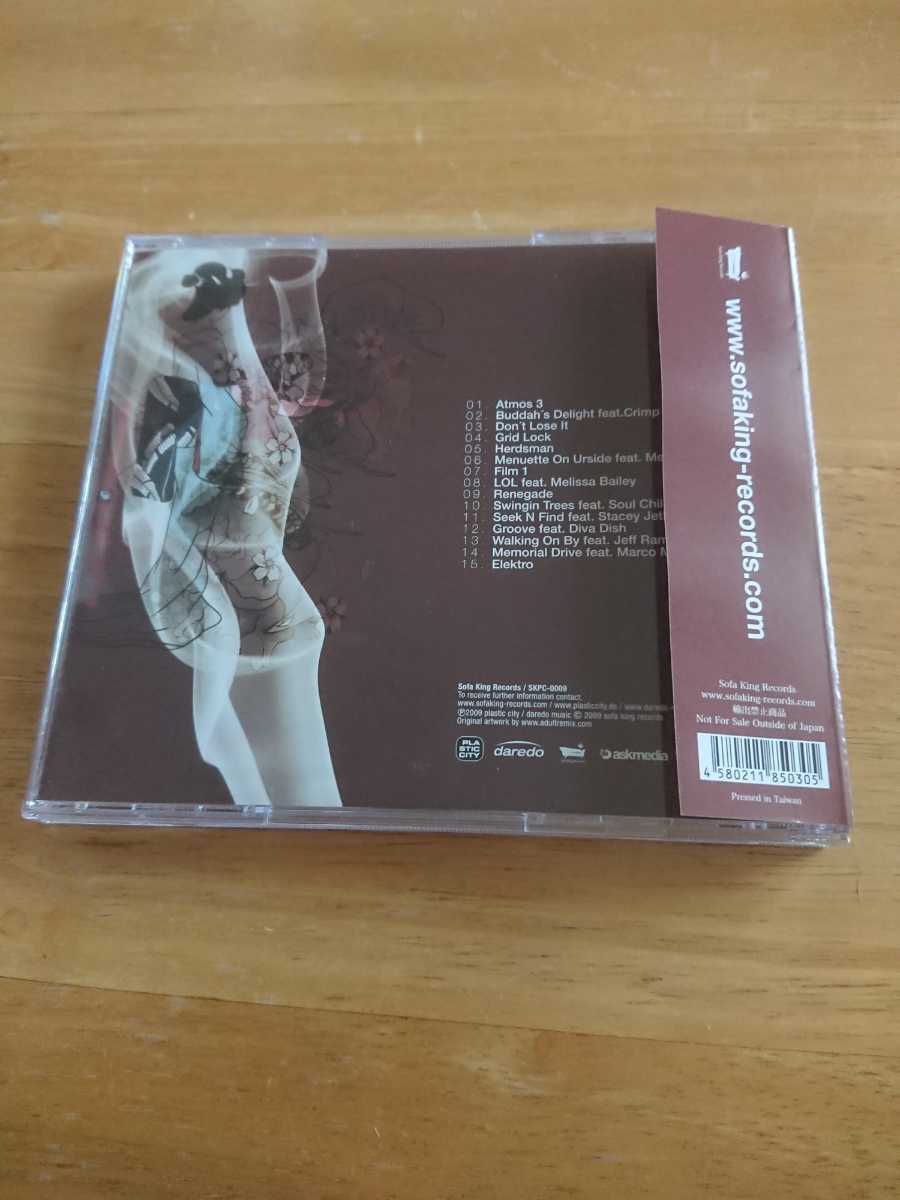 01. Atmos 3
02. Buddah's Delight feat.Crimp
03. Don't Lose It
04. Grid Lock
05. Herdsman
06. Menuette On Urside feat. Me
07. Film 1
08. LOL feat. Melissa Bailey
09. Renegade
10. Swingin Trees feat. Soul Chil
11. Seek N Find feat. Stacey Jet
12. Groove feat. Diva Dish
13. Walking On By feat. Jeff Ram
14. Memorial Drive feat. Marco M
15. Elektro
Sofa King Records / SKPC-0009
To receive further information contact.
www.sofaking-records.com / www.plasticcity.de / www.daredo-
℗2009 plastic city / daredo music © 2009 sofa king records
Original artwork by www.adultremix.com
PLA
STIC
CITY
daredo
askmedia
www.sofaking-records.com
Sofa King Records
www.sofaking-records.com
輸出禁止商品
Not For Sale Outside of Japan
4 580211 850305
Pressed in Taiwan